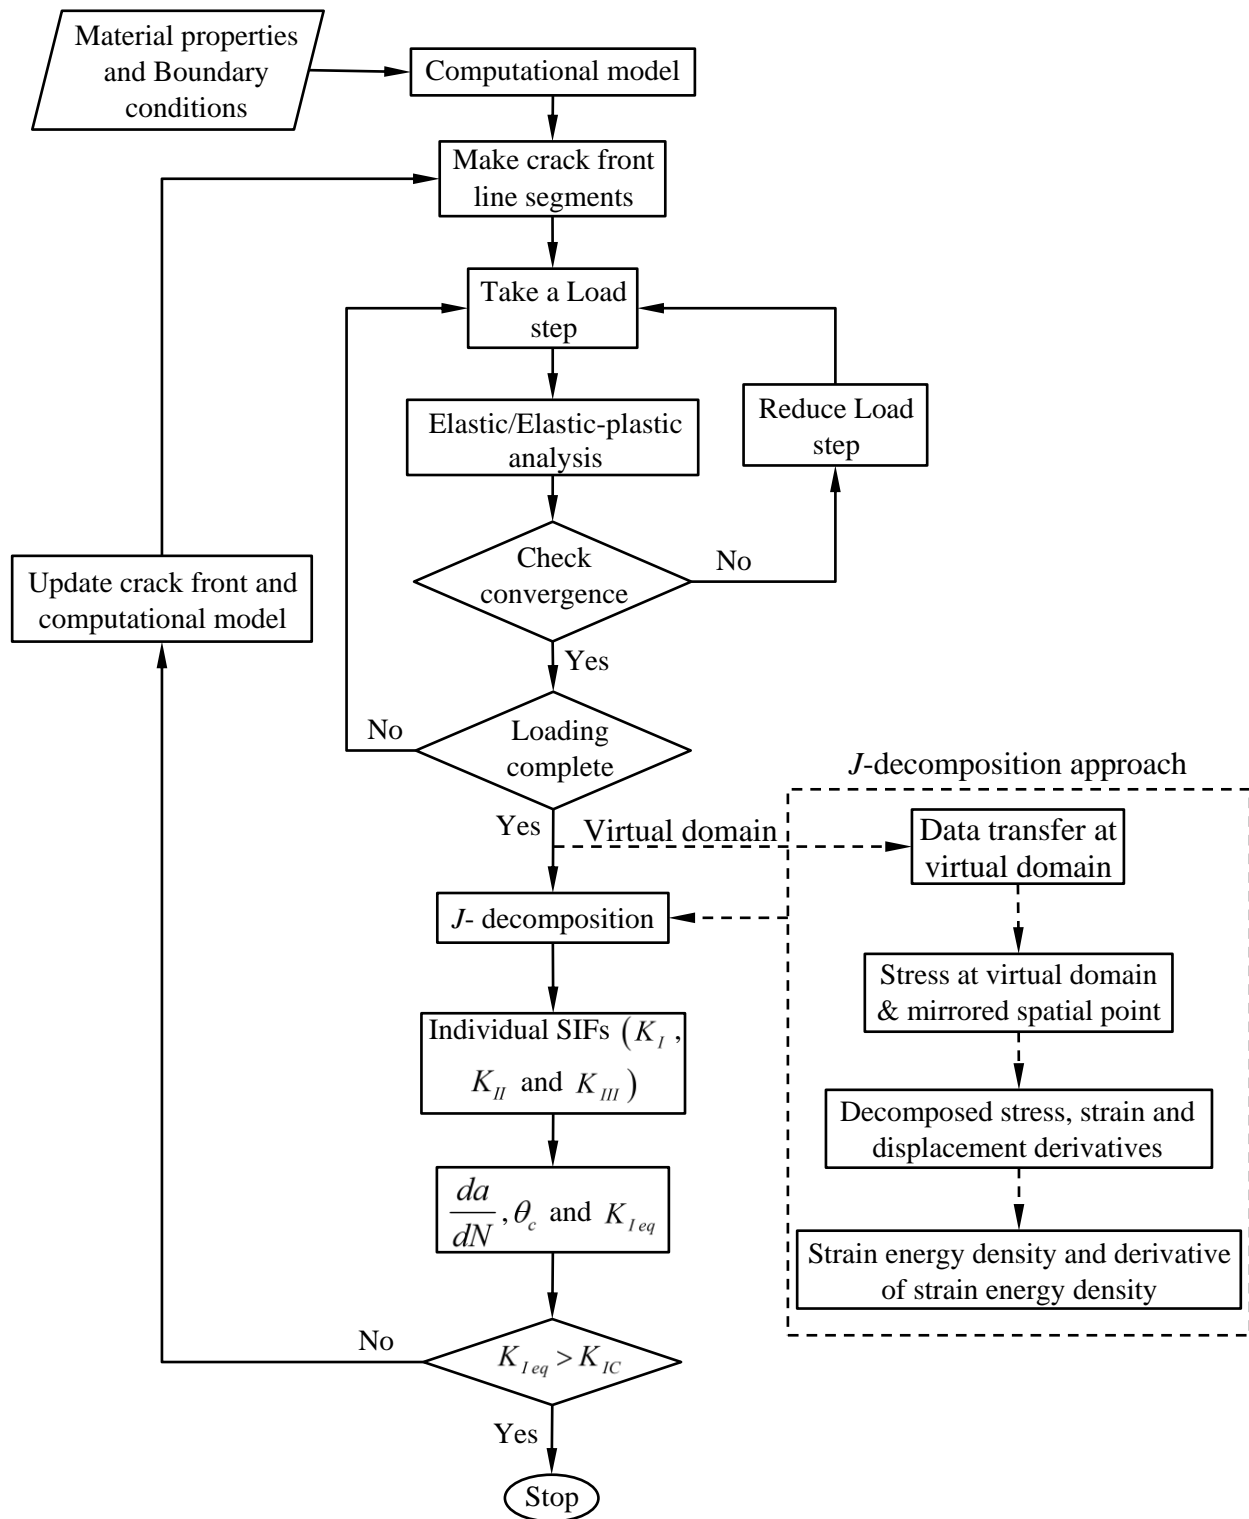 Material properties
and Boundary
conditions
Computational model
Make crack front
line segments
Take a Load
step
Elastic/Elastic-plastic
analysis
Reduce Load
step
Check
convergence
No
Yes
Update crack front and
computational model
Loading
complete
No
Yes
Virtual domain
J-decomposition approach
Data transfer at
virtual domain
J- decomposition
Stress at virtual domain
& mirrored spatial point
Individual SIFs (K_I ,
K_II and K_III)
Decomposed stress, strain and
displacement derivatives
da/dN, θ_c and K_I eq
Strain energy density and derivative
of strain energy density
K_I eq > K_IC
No
Yes
Stop